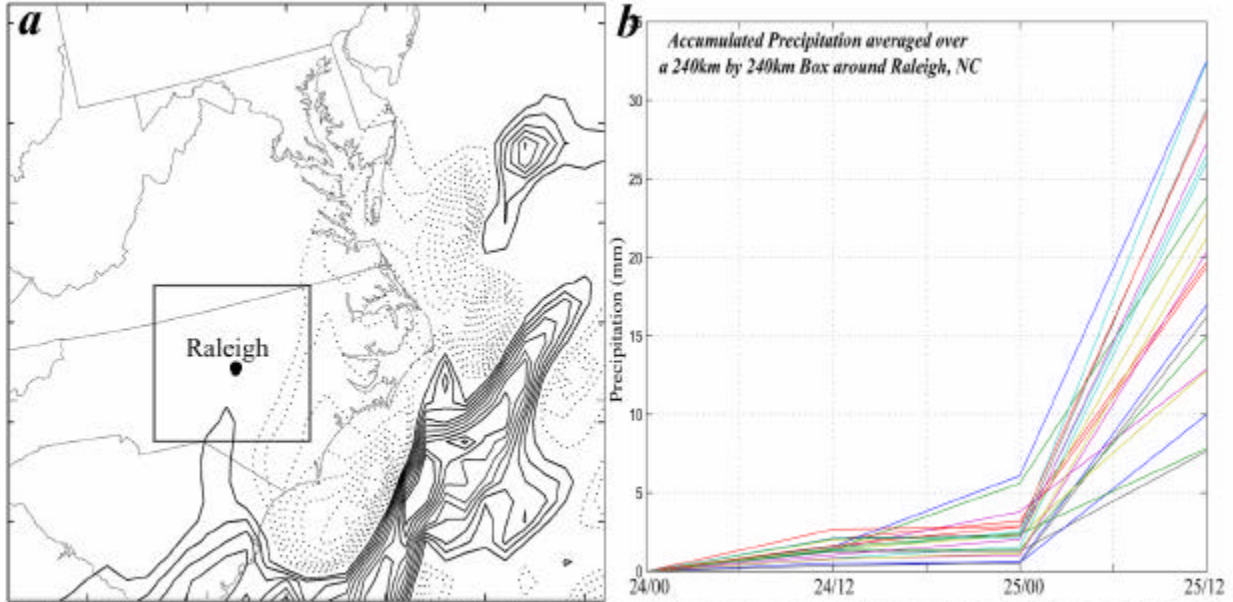 a
Raleigh
b
Accumulated Precipitation averaged over
a 240km by 240km Box around Raleigh, NC
Precipitation (mm)
35
30
25
20
15
10
5
0
24/00 24/12 25/00 25/12